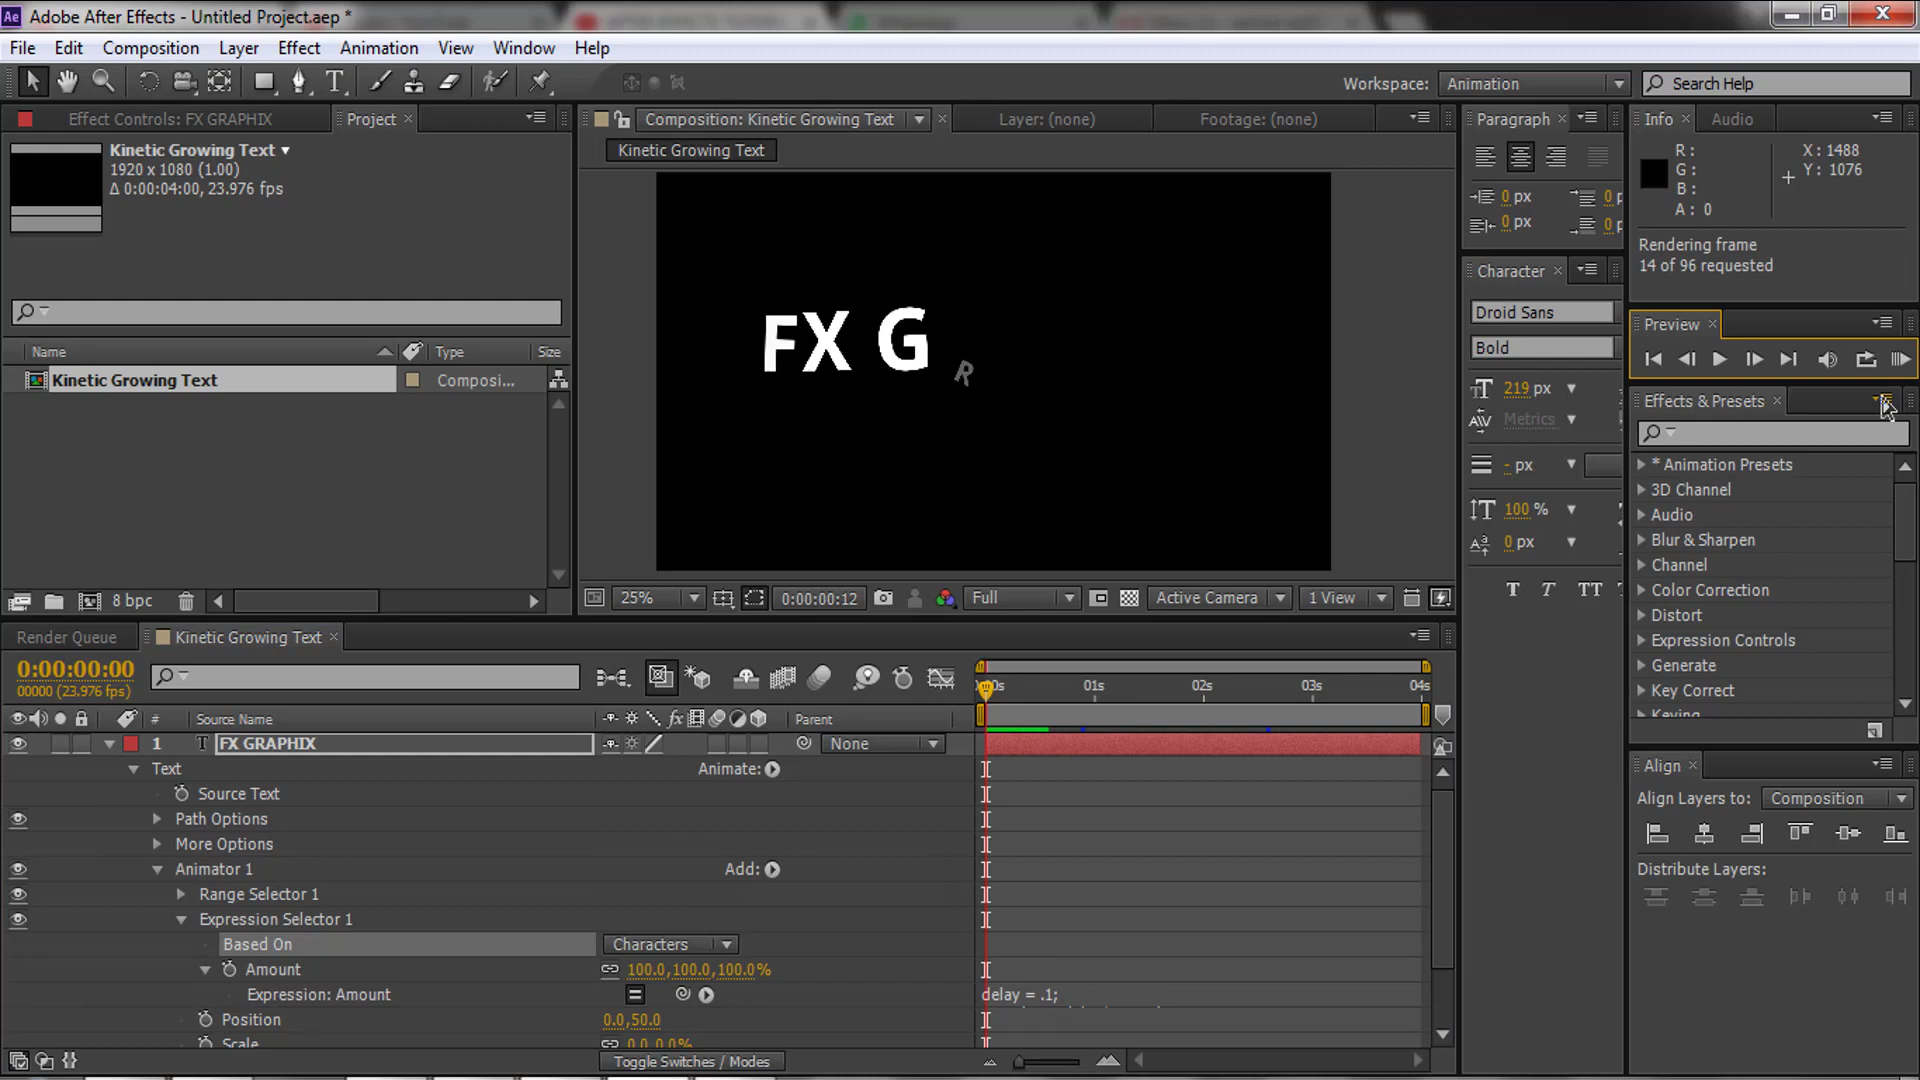 Adobe After Effects - Untitled Project.aep *
File Edit Composition Layer Effect Animation View Window Help
Workspace: Animation Search Help
Effect Controls: FX GRAPHIX Project
Kinetic Growing Text
1920 x 1080 (1.00)
Δ 0:00:04:00, 23.976 fps
Name Type Size
Kinetic Growing Text Composi...
8 bpc
Composition: Kinetic Growing Text Layer: (none) Footage: (none)
Kinetic Growing Text
FX G R
25% 0:00:00:12 Full Active Camera 1 View
Paragraph
0 px
0 px
Character
Droid Sans
Bold
219 px
Metrics
- px
100 %
0 px
T T TT
Info Audio
R :
G :
B :
A : 0
X : 1488
Y : 1076
Rendering frame
14 of 96 requested
Preview
Effects & Presets
* Animation Presets
3D Channel
Audio
Blur & Sharpen
Channel
Color Correction
Distort
Expression Controls
Generate
Key Correct
Keying
Align
Align Layers to: Composition
Distribute Layers:
Render Queue Kinetic Growing Text
0:00:00:00
00000 (23.976 fps)
01s 02s 03s 04s
# Source Name Parent
1 T FX GRAPHIX None
Text Animate:
Source Text
Path Options
More Options
Animator 1 Add:
Range Selector 1
Expression Selector 1
Based On Characters
Amount 100.0,100.0,100.0%
Expression: Amount delay = .1;
Position 0.0,50.0
Scale 0.0,0.0%
Toggle Switches / Modes